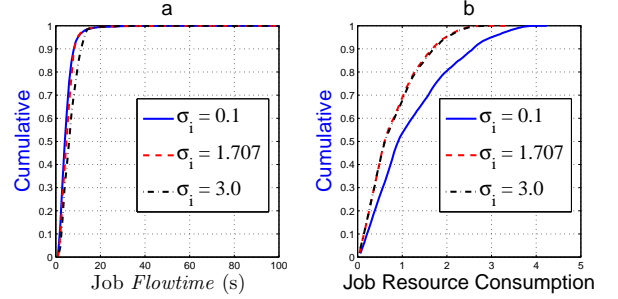 a
Cumulative
1
0.9
0.8
0.7
0.6
0.5
0.4
0.3
0.2
0.1
0
0 20 40 60 80 100
σi = 0.1
σi = 1.707
σi = 3.0
Job Flowtime (s)
b
Cumulative
1
0.9
0.8
0.7
0.6
0.5
0.4
0.3
0.2
0.1
0
0 1 2 3 4 5
σi = 0.1
σi = 1.707
σi = 3.0
Job Resource Consumption